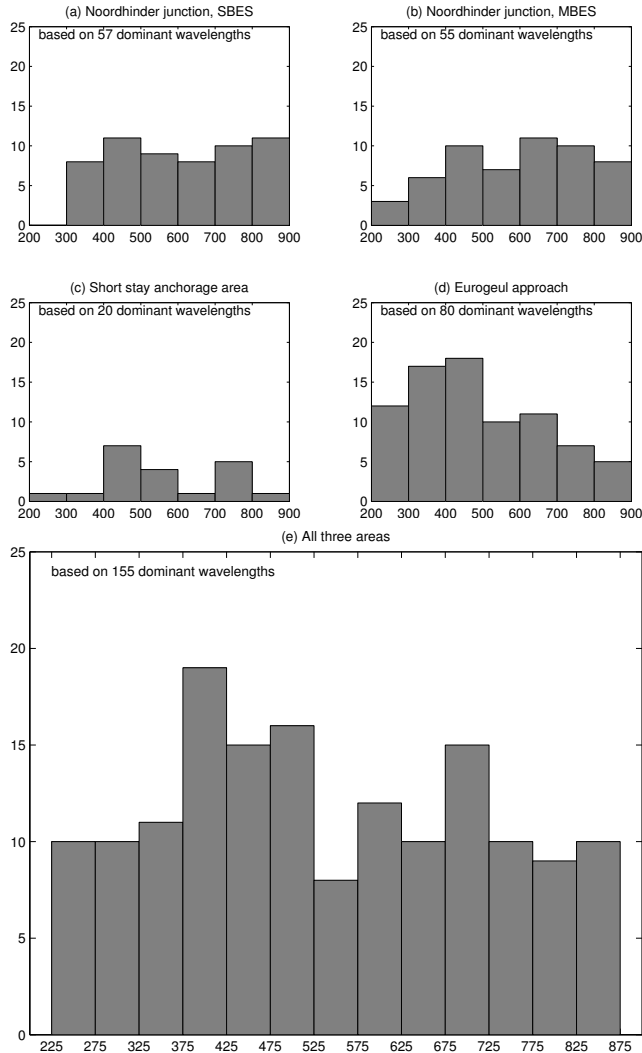 (a) Noordhinder junction, SBES
25
based on 57 dominant wavelengths
20
15
10
5
0
200 300 400 500 600 700 800 900
(b) Noordhinder junction, MBES
25
based on 55 dominant wavelengths
20
15
10
5
0
200 300 400 500 600 700 800 900
(c) Short stay anchorage area
25
based on 20 dominant wavelengths
20
15
10
5
0
200 300 400 500 600 700 800 900
(d) Eurogeul approach
25
based on 80 dominant wavelengths
20
15
10
5
0
200 300 400 500 600 700 800 900
(e) All three areas
25
based on 155 dominant wavelengths
20
15
10
5
0
225 275 325 375 425 475 525 575 625 675 725 775 825 875